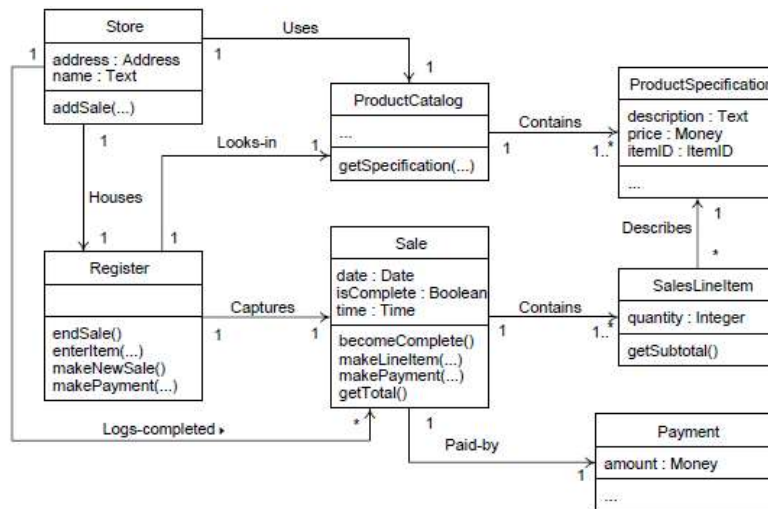 Store
address : Address
name : Text
addSale(...)
1
1
1
Uses
1
ProductCatalog
...
getSpecification(...)
1
Contains
1..*
ProductSpecification
description : Text
price : Money
itemID : ItemID
...
Looks-in
1
1
Houses
1
Register
endSale()
enterItem(...)
makeNewSale()
makePayment(...)
1
Captures
1
Sale
date : Date
isComplete : Boolean
time : Time
becomeComplete()
makeLineItem(...)
makePayment(...)
getTotal()
1
Contains
1..*
Describes
1
*
SalesLineItem
quantity : Integer
getSubtotal()
Logs-completed
*
1
Paid-by
1
Payment
amount : Money
...